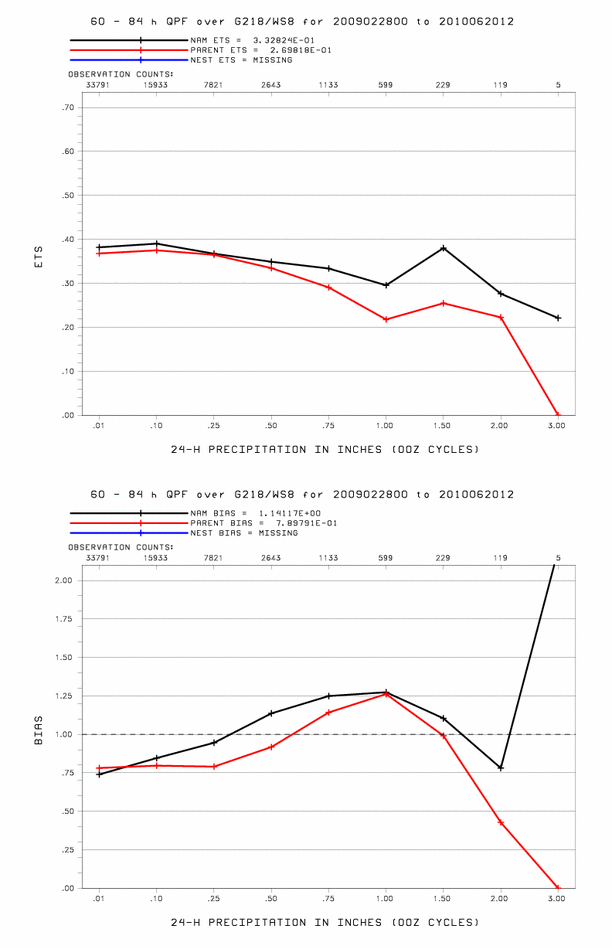 60 - 84 h QPF over G218/WS8 for 2009022800 to 2010062012
NAM ETS = 3.32824E-01
PARENT ETS = 2.69818E-01
NEST ETS = MISSING
OBSERVATION COUNTS:
33791 15933 7821 2643 1133 599 229 119 5
.70
.60
.50
.40
.30
.20
.10
.00
ETS
.01 .10 .25 .50 .75 1.00 1.50 2.00 3.00
24-H PRECIPITATION IN INCHES (00Z CYCLES)
60 - 84 h QPF over G218/WS8 for 2009022800 to 2010062012
NAM BIAS = 1.14117E+00
PARENT BIAS = 7.89791E-01
NEST BIAS = MISSING
OBSERVATION COUNTS:
33791 15933 7821 2643 1133 599 229 119 5
2.00
1.75
1.50
1.25
1.00
.75
.50
.25
.00
BIAS
.01 .10 .25 .50 .75 1.00 1.50 2.00 3.00
24-H PRECIPITATION IN INCHES (00Z CYCLES)